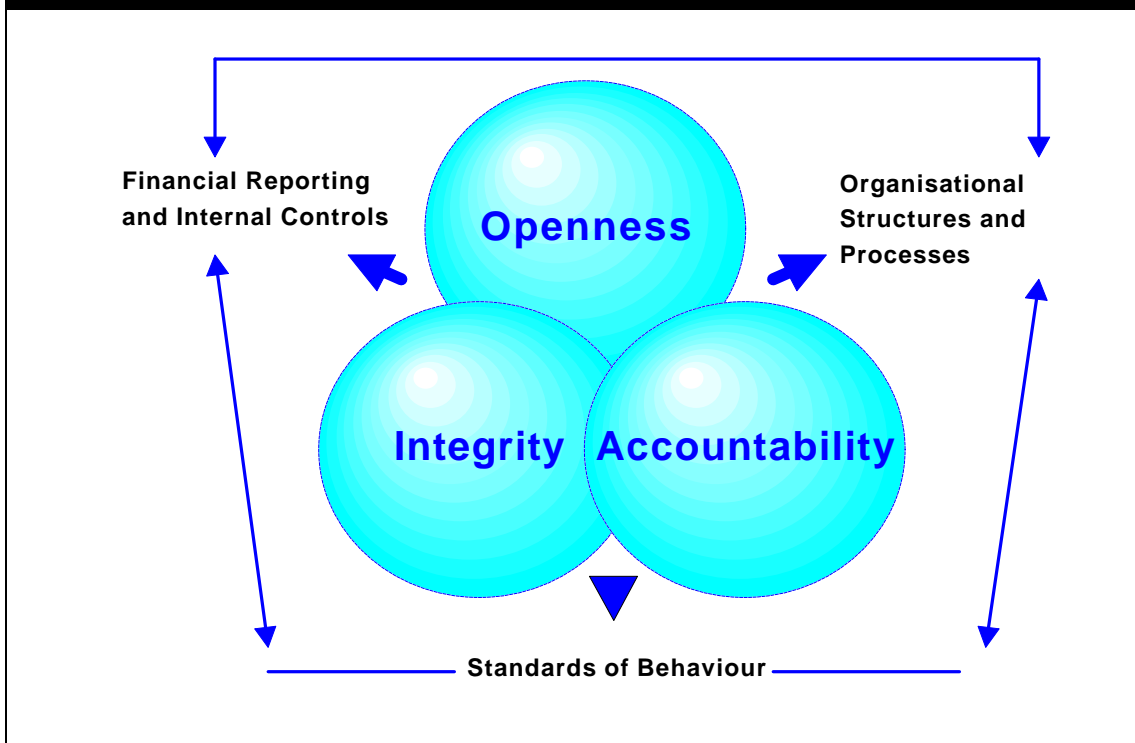 Financial Reporting
and Internal Controls
Openness
Organisational
Structures and
Processes
Integrity
Accountability
Standards of Behaviour